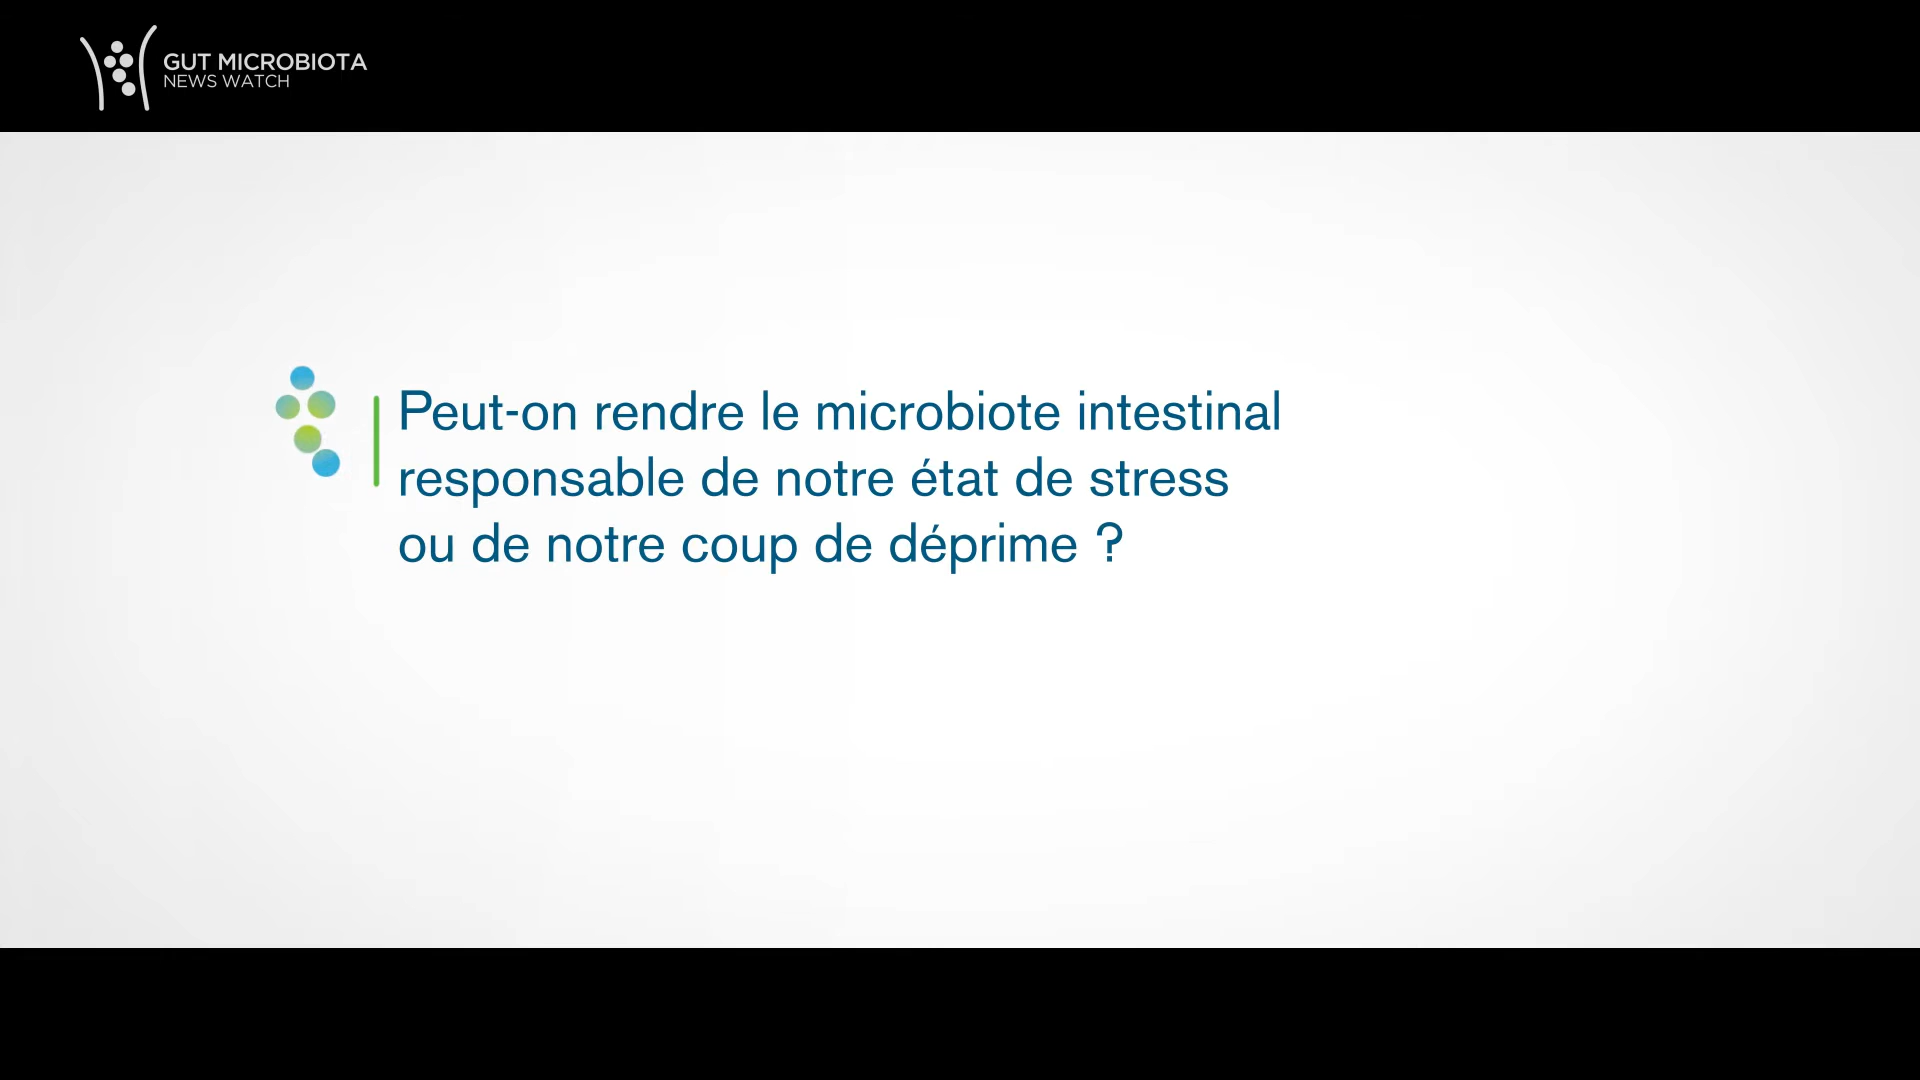 GUT MICROBIOTA
NEWS WATCH
Peut-on rendre le microbiote intestinal
responsable de notre état de stress
ou de notre coup de déprime ?